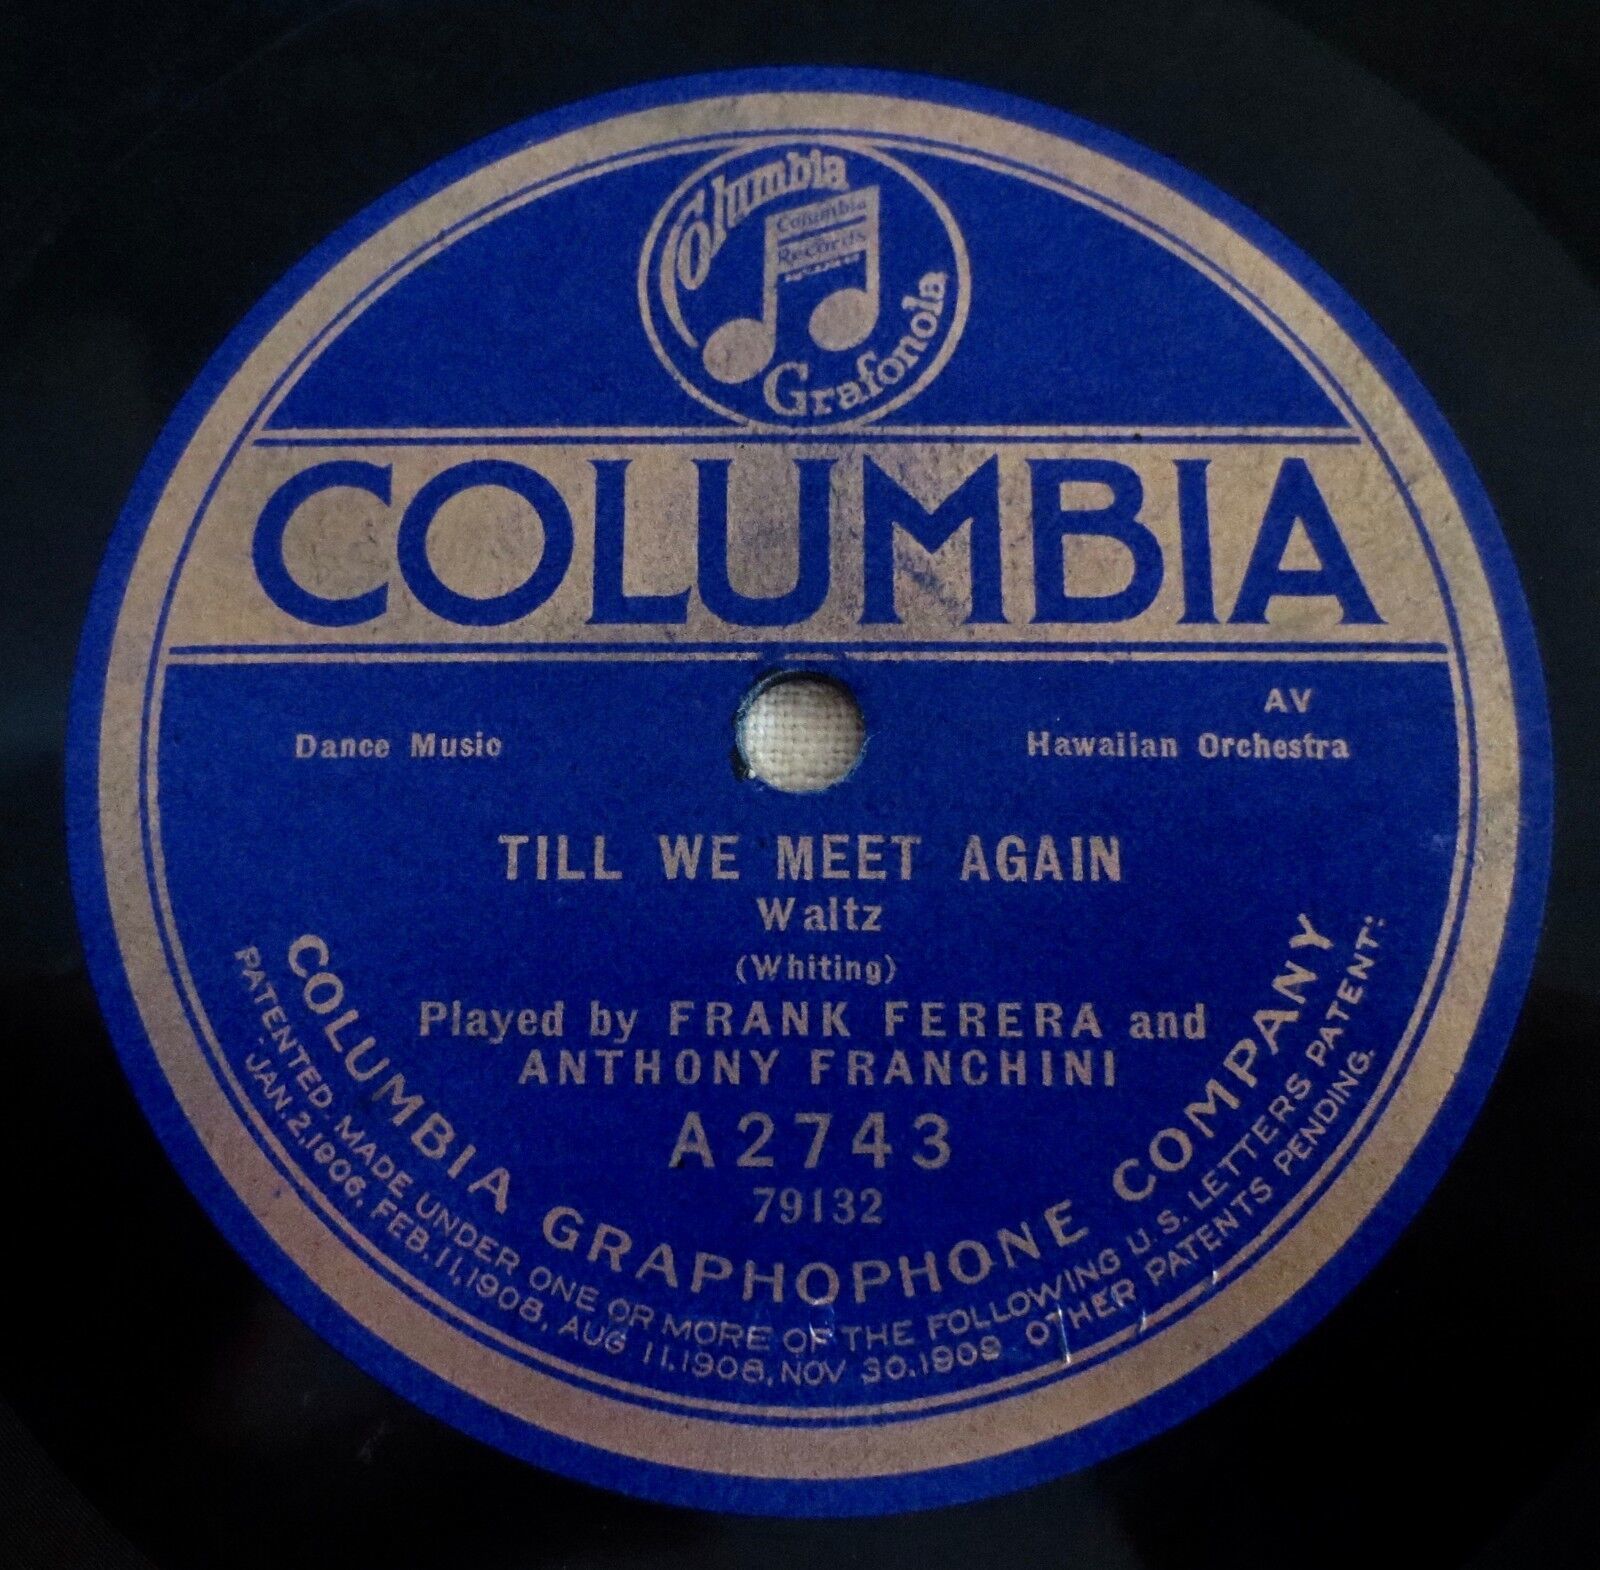 Columbia
Columbia
Records
Grafonola
COLUMBIA
AV
Dance Music
Hawaiian Orchestra
TILL WE MEET AGAIN
Waltz
(Whiting)
Played by FRANK FERERA and
ANTHONY FRANCHINI
A2743
79132
COLUMBIA GRAPHOPHONE COMPANY
PATENTED. MADE UNDER ONE OR MORE OF THE FOLLOWING U.S. LETTERS PATENT:
JAN. 2, 1906, FEB. 11, 1908, AUG 11, 1908, NOV 30, 1909 OTHER PATENTS PENDING.